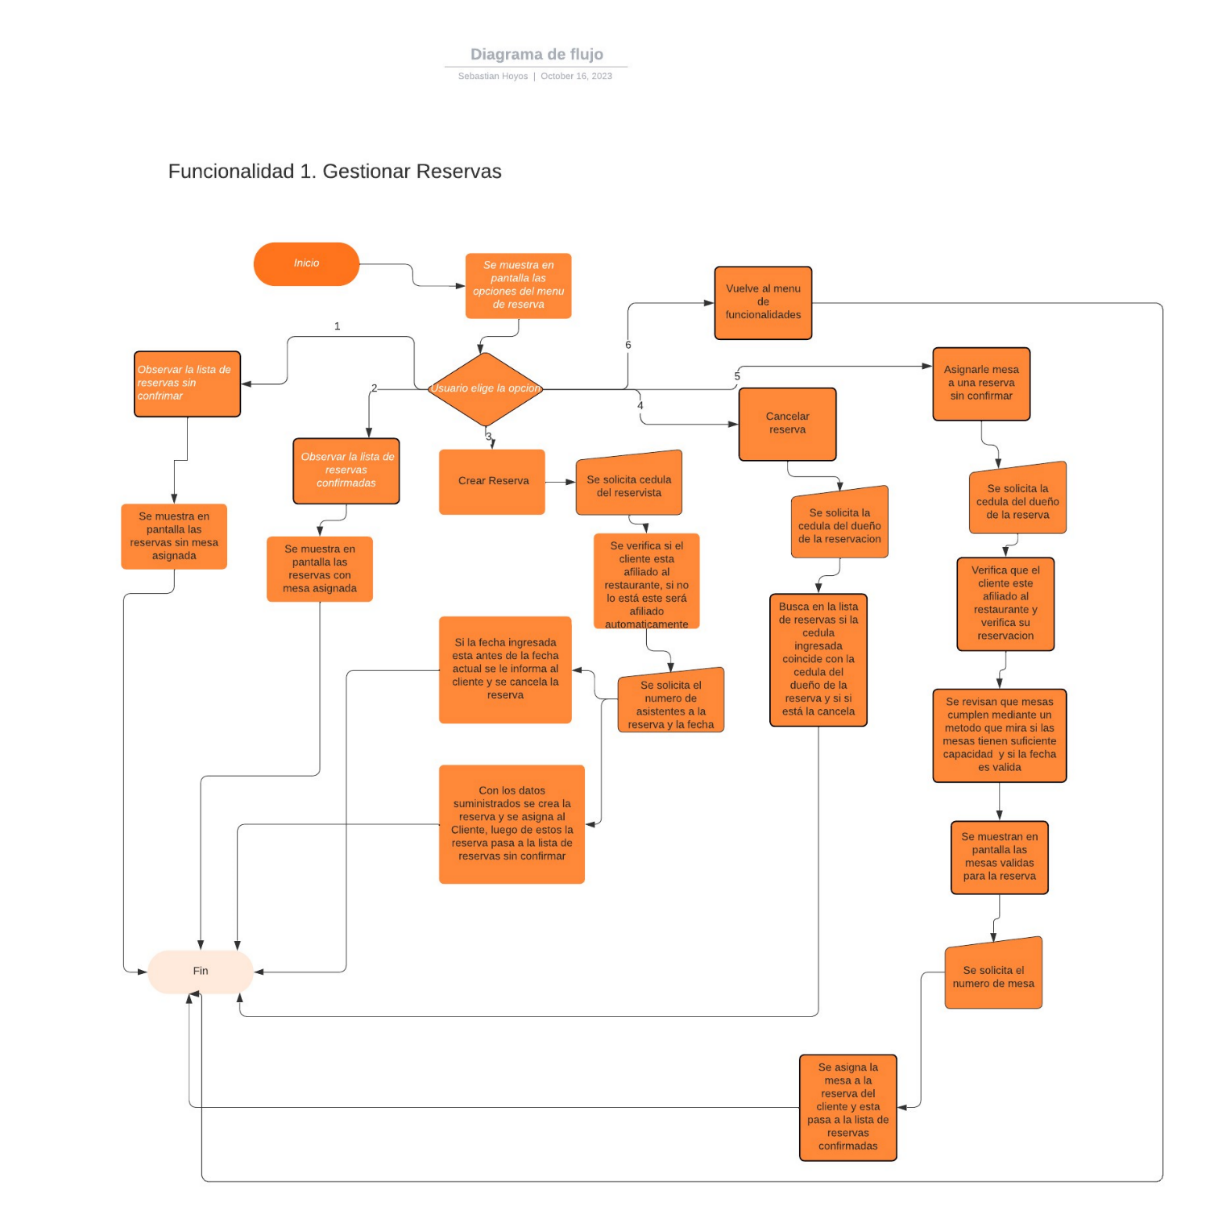 Diagrama de flujo
Sebastian Hoyos | October 16, 2023
Funcionalidad 1. Gestionar Reservas
Inicio
Se muestra en
pantalla las
opciones del menu
de reserva
Vuelve al menu
de
funcionalidades
1
6
Observar la lista de
reservas sin
confrimar
2
Usuario elige la opcion
5
Asignarle mesa
a una reserva
sin confirmar
4
Cancelar
reserva
3
Observar la lista de
reservas
confirmadas
Crear Reserva
Se solicita cedula
del reservista
Se solicita la
cedula del dueño
de la reservacion
Se solicita la
cedula del dueño
de la reserva
Se muestra en
pantalla las
reservas sin mesa
asignada
Se muestra en
pantalla las
reservas con
mesa asignada
Se verifica si el
cliente esta
afiliado al
restaurante, si no
lo está este será
afiliado
automaticamente
Verifica que el
cliente este
afiliado al
restaurante y
verifica su
reservacion
Busca en la lista
de reservas si la
cedula
ingresada
coincide con la
cedula del
dueño de la
reserva y si si
está la cancela
Si la fecha ingresada
esta antes de la fecha
actual se le informa al
cliente y se cancela la
reserva
Se solicita el
numero de
asistentes a la
reserva y la fecha
Se revisan que mesas
cumplen mediante un
metodo que mira si las
mesas tienen suficiente
capacidad y si la fecha
es valida
Con los datos
suministrados se crea la
reserva y se asigna al
Cliente, luego de estos la
reserva pasa a la lista de
reservas sin confirmar
Se muestran en
pantalla las
mesas validas
para la reserva
Fin
Se solicita el
numero de mesa
Se asigna la
mesa a la
reserva del
cliente y esta
pasa a la lista de
reservas
confirmadas